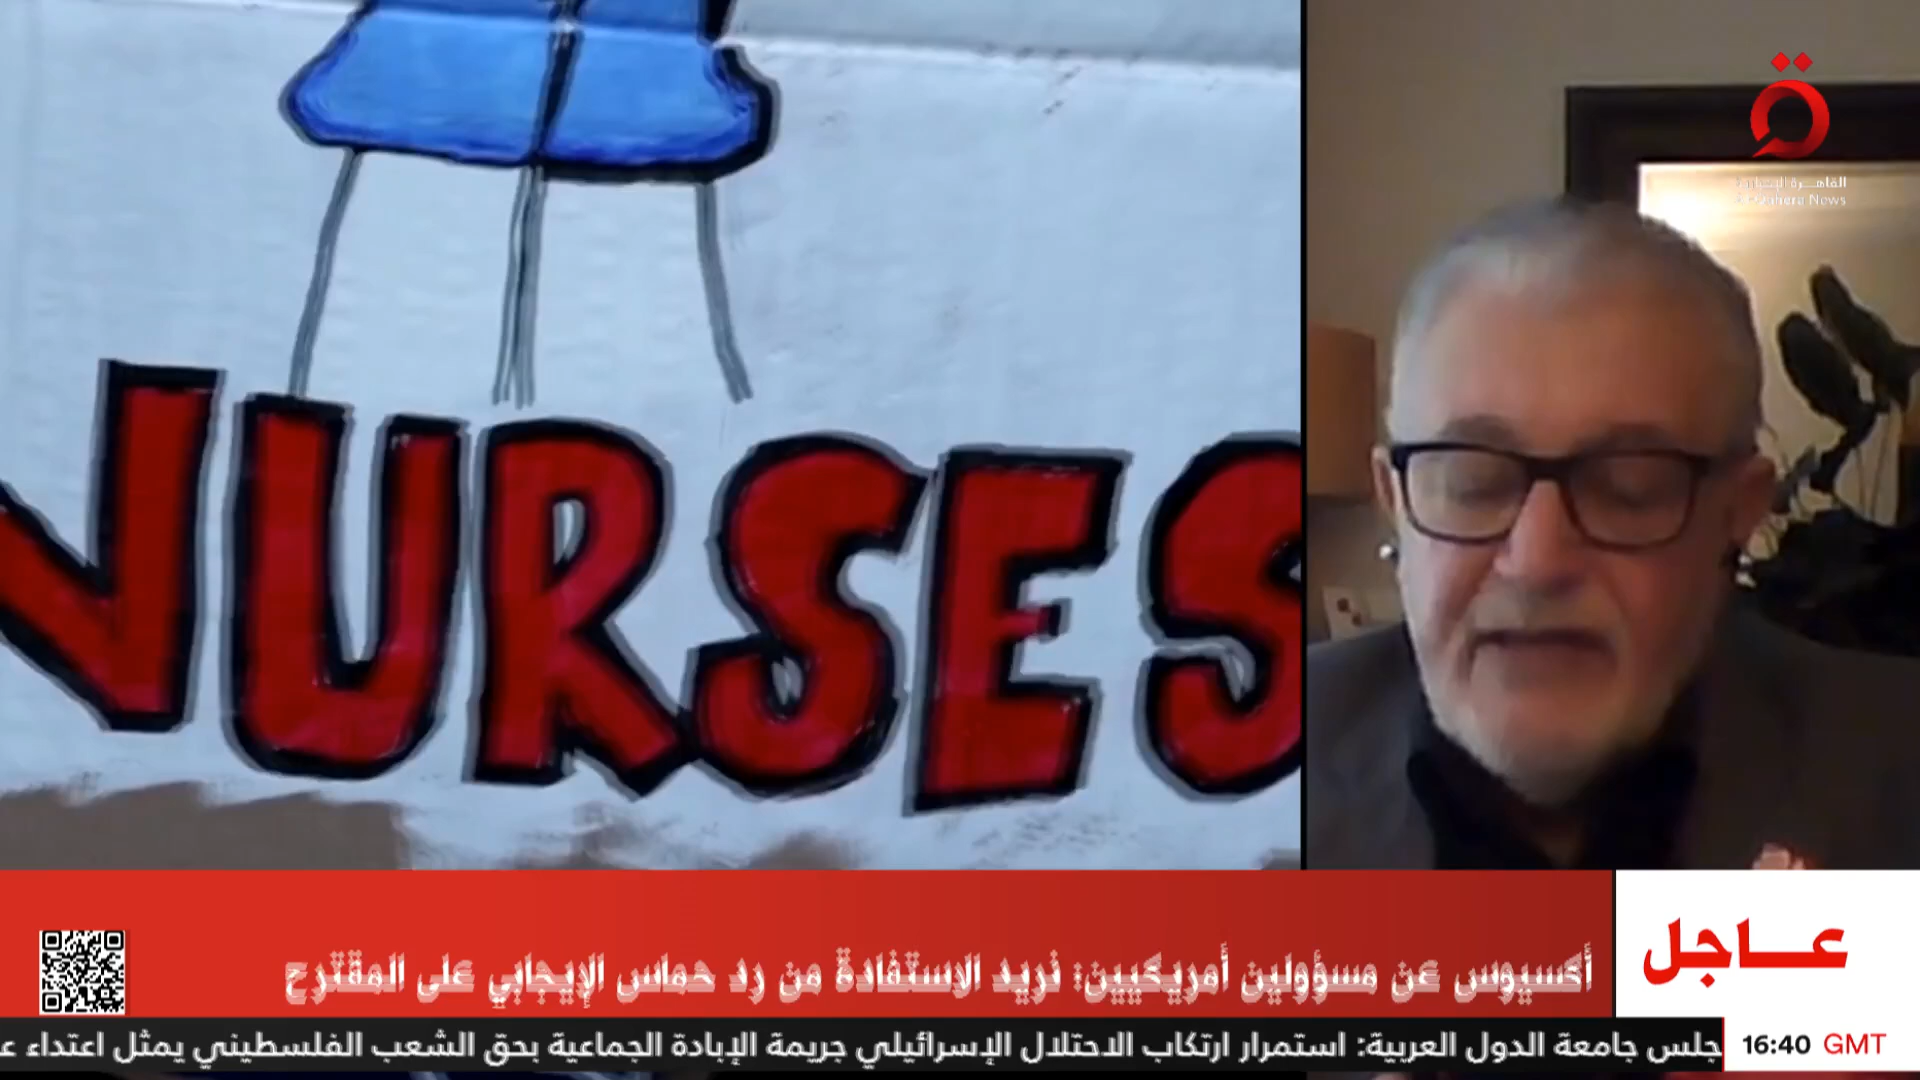 NURSES
القاهرة الإخبارية
Alqahera News
عـاجل
أكسيوس عن مسؤولين أمريكيين: نريد الاستفادة من رد حماس الإيجابي على المقترح
16:40 GMT
جلس جامعة الدول العربية: استمرار ارتكاب الاحتلال الإسرائيلي جريمة الإبادة الجماعية بحق الشعب الفلسطيني يمثل اعتداء